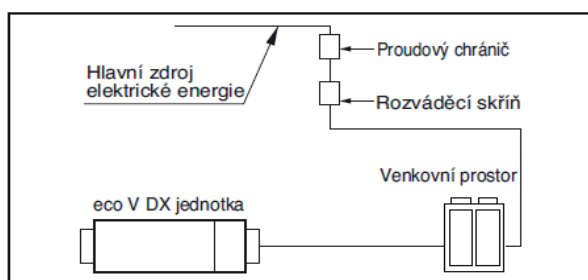 Proudový chránič
Hlavní zdroj
elektrické energie
Rozváděcí skříň
Venkovní prostor
eco V DX jednotka